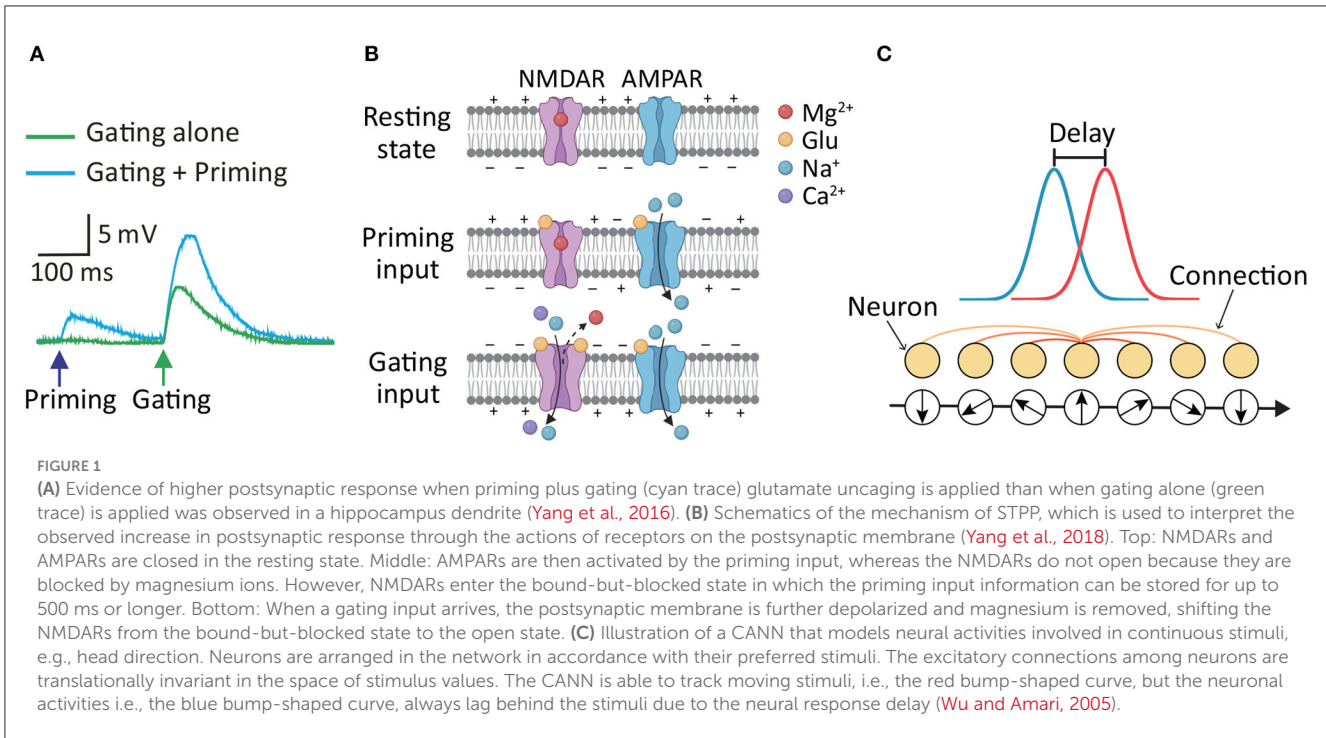 A
Gating alone
Gating + Priming
5 mV
100 ms
Priming Gating
B
NMDAR AMPAR
Resting
state
Priming
input
Gating
input
Mg²⁺
Glu
Na⁺
Ca²⁺
C
Delay
Connection
Neuron
FIGURE 1
(A) Evidence of higher postsynaptic response when priming plus gating (cyan trace) glutamate uncaging is applied than when gating alone (green
trace) is applied was observed in a hippocampus dendrite (Yang et al., 2016). (B) Schematics of the mechanism of STPP, which is used to interpret the
observed increase in postsynaptic response through the actions of receptors on the postsynaptic membrane (Yang et al., 2018). Top: NMDARs and
AMPARs are closed in the resting state. Middle: AMPARs are then activated by the priming input, whereas the NMDARs do not open because they are
blocked by magnesium ions. However, NMDARs enter the bound-but-blocked state in which the priming input information can be stored for up to
500 ms or longer. Bottom: When a gating input arrives, the postsynaptic membrane is further depolarized and magnesium is removed, shifting the
NMDARs from the bound-but-blocked state to the open state. (C) Illustration of a CANN that models neural activities involved in continuous stimuli,
e.g., head direction. Neurons are arranged in the network in accordance with their preferred stimuli. The excitatory connections among neurons are
translationally invariant in the space of stimulus values. The CANN is able to track moving stimuli, i.e., the red bump-shaped curve, but the neuronal
activities i.e., the blue bump-shaped curve, always lag behind the stimuli due to the neural response delay (Wu and Amari, 2005).